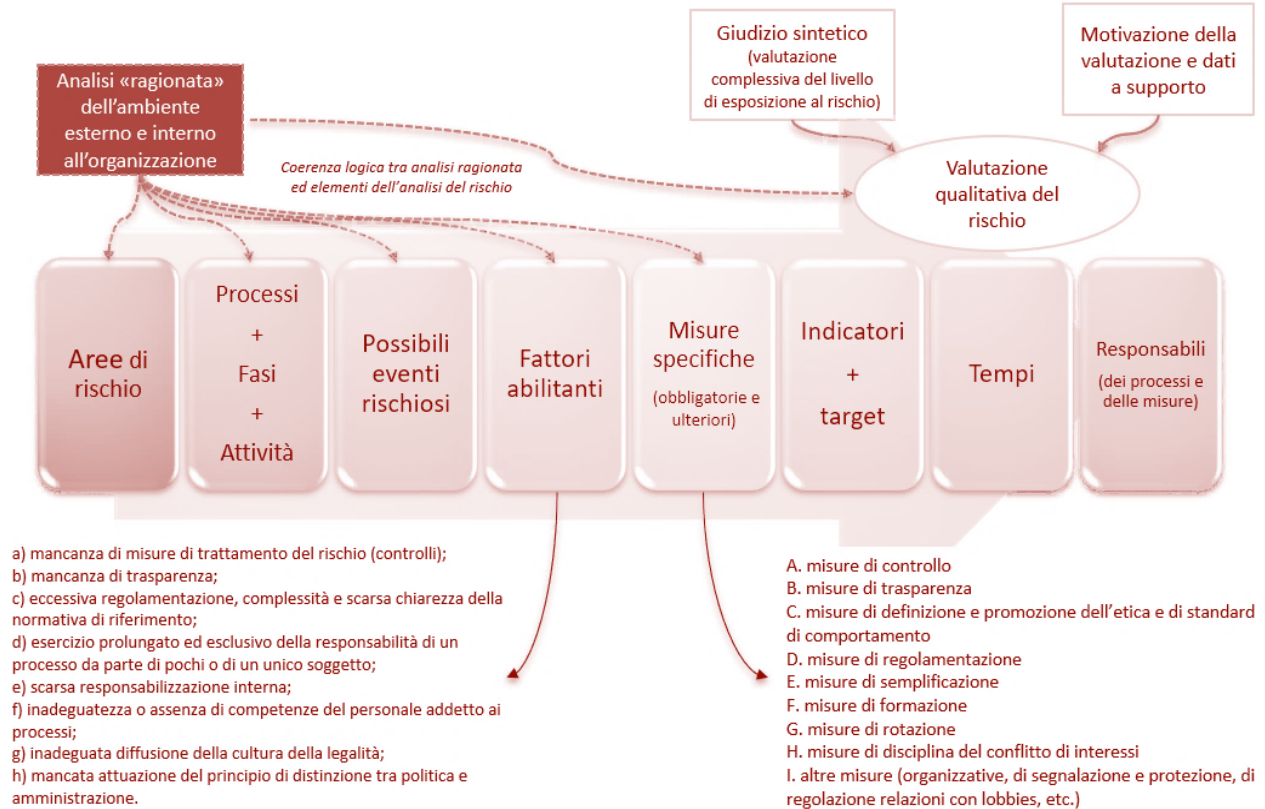 Giudizio sintetico
(valutazione
complessiva del livello
di esposizione al rischio)
Motivazione della
valutazione e dati
a supporto
Analisi «ragionata»
dell’ambiente
esterno e interno
all’organizzazione
Coerenza logica tra analisi ragionata
ed elementi dell’analisi del rischio
Valutazione
qualitativa del
rischio
Aree di
rischio
Processi
+
Fasi
+
Attività
Possibili
eventi
rischiosi
Fattori
abilitanti
Misure
specifiche
(obbligatorie e
ulteriori)
Indicatori
+
target
Tempi
Responsabili
(dei processi e
delle misure)
a) mancanza di misure di trattamento del rischio (controlli);
b) mancanza di trasparenza;
c) eccessiva regolamentazione, complessità e scarsa chiarezza della
normativa di riferimento;
d) esercizio prolungato ed esclusivo della responsabilità di un
processo da parte di pochi o di un unico soggetto;
e) scarsa responsabilizzazione interna;
f) inadeguatezza o assenza di competenze del personale addetto ai
processi;
g) inadeguata diffusione della cultura della legalità;
h) mancata attuazione del principio di distinzione tra politica e
amministrazione.
A. misure di controllo
B. misure di trasparenza
C. misure di definizione e promozione dell’etica e di standard
di comportamento
D. misure di regolamentazione
E. misure di semplificazione
F. misure di formazione
G. misure di rotazione
H. misure di disciplina del conflitto di interessi
I. altre misure (organizzative, di segnalazione e protezione, di
regolazione relazioni con lobbies, etc.)